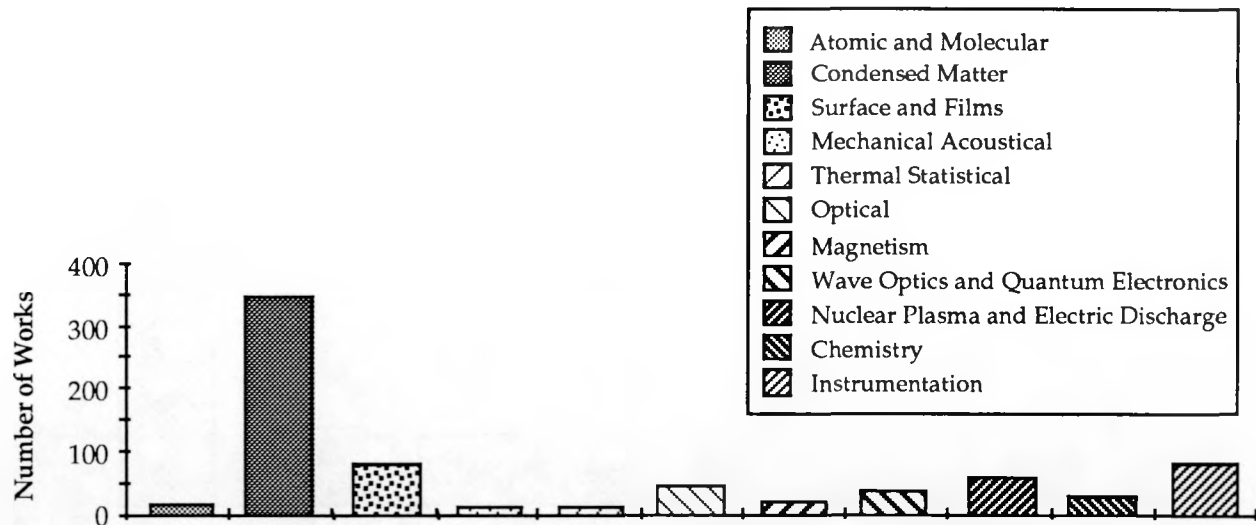 Atomic and Molecular
Condensed Matter
Surface and Films
Mechanical Acoustical
Thermal Statistical
Optical
Magnetism
Wave Optics and Quantum Electronics
Nuclear Plasma and Electric Discharge
Chemistry
Instrumentation
Number of Works
400
300
200
100
0